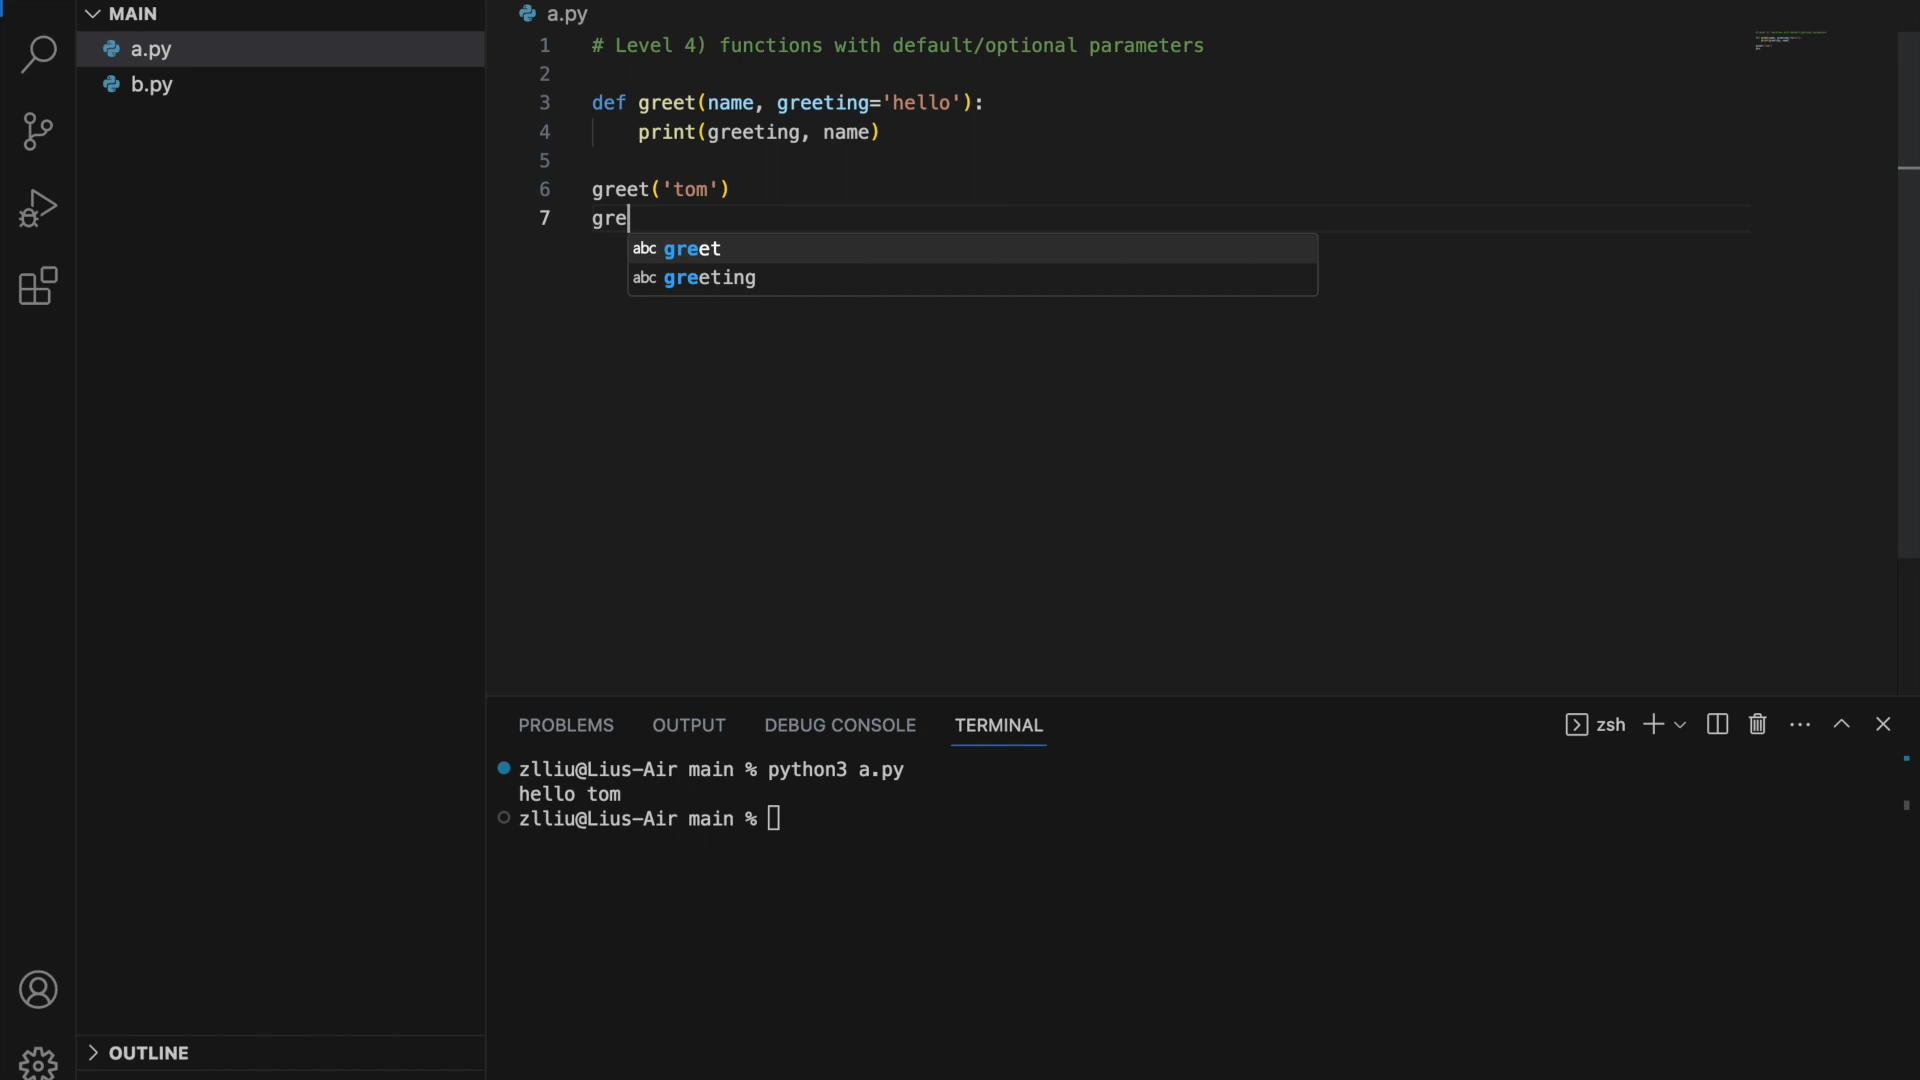 MAIN
a.py
b.py
OUTLINE
a.py
1 # Level 4) functions with default/optional parameters
2
3 def greet(name, greeting='hello'):
4     print(greeting, name)
5
6 greet('tom')
7 gre
abc greet
abc greeting
PROBLEMS OUTPUT DEBUG CONSOLE TERMINAL zsh
zlliu@Lius-Air main % python3 a.py
hello tom
zlliu@Lius-Air main %